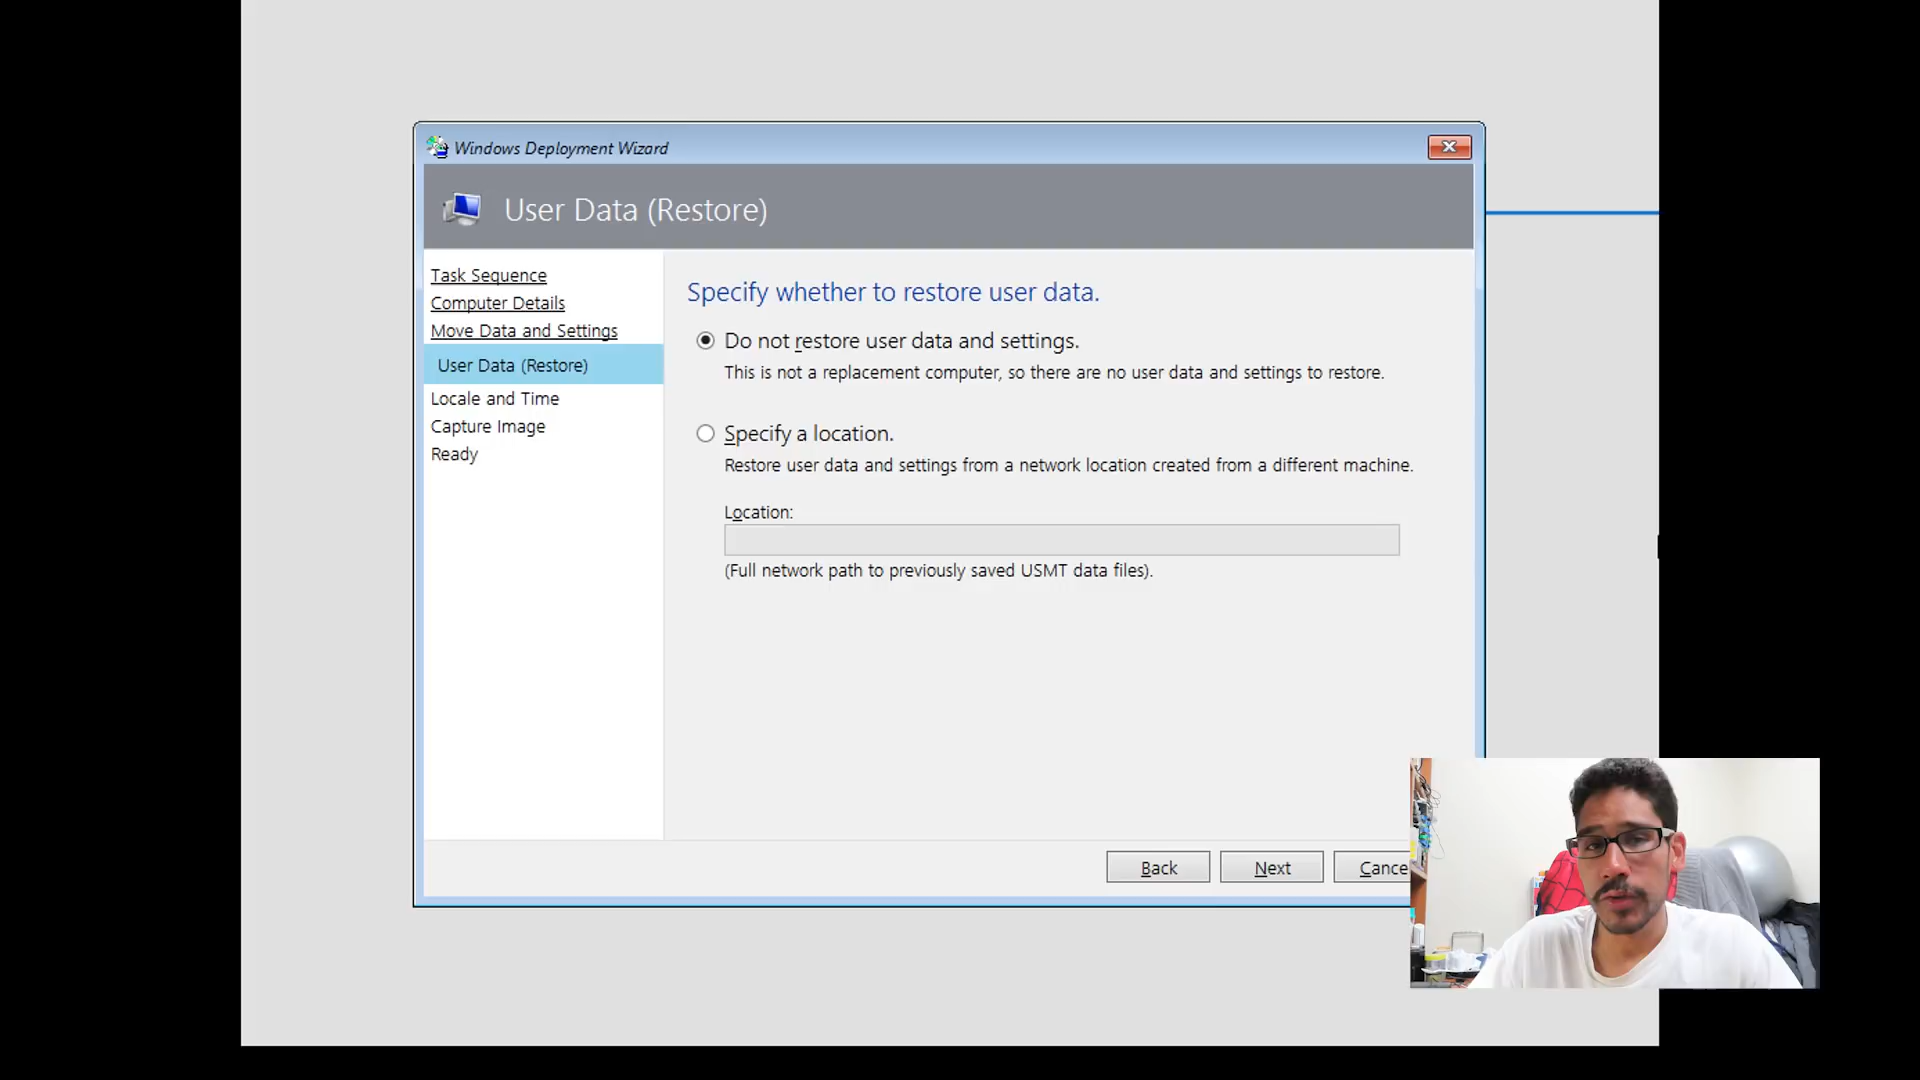 Windows Deployment Wizard
User Data (Restore)
Task Sequence
Computer Details
Move Data and Settings
User Data (Restore)
Locale and Time
Capture Image
Ready
Specify whether to restore user data.
Do not restore user data and settings.
This is not a replacement computer, so there are no user data and settings to restore.
Specify a location.
Restore user data and settings from a network location created from a different machine.
Location:
(Full network path to previously saved USMT data files).
Back
Next
Cance